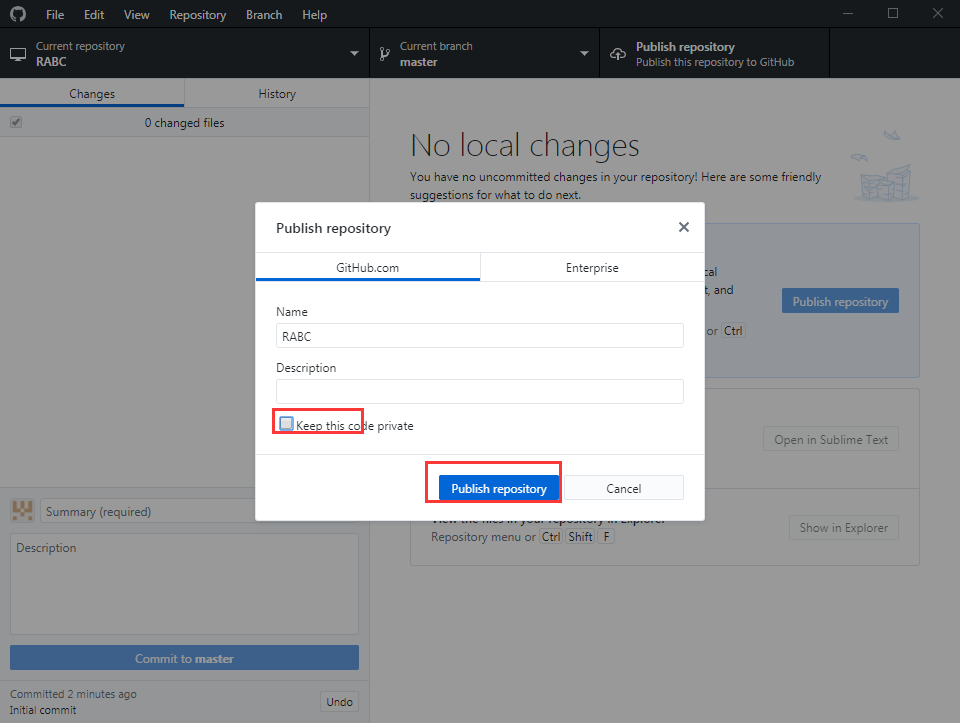 File Edit View Repository Branch Help
Current repository
RABC
Current branch
master
Publish repository
Publish this repository to GitHub
Changes
History
0 changed files
No local changes
You have no uncommitted changes in your repository! Here are some friendly
suggestions for what to do next.
Publish repository
GitHub.com
Enterprise
Name
RABC
Description
Keep this code private
Publish repository
Cancel
t, and
Publish repository
or Ctrl
Open in Sublime Text
View the files in your repository in Explorer
Repository menu or Ctrl Shift F
Show in Explorer
Summary (required)
Description
Commit to master
Committed 2 minutes ago
Initial commit
Undo